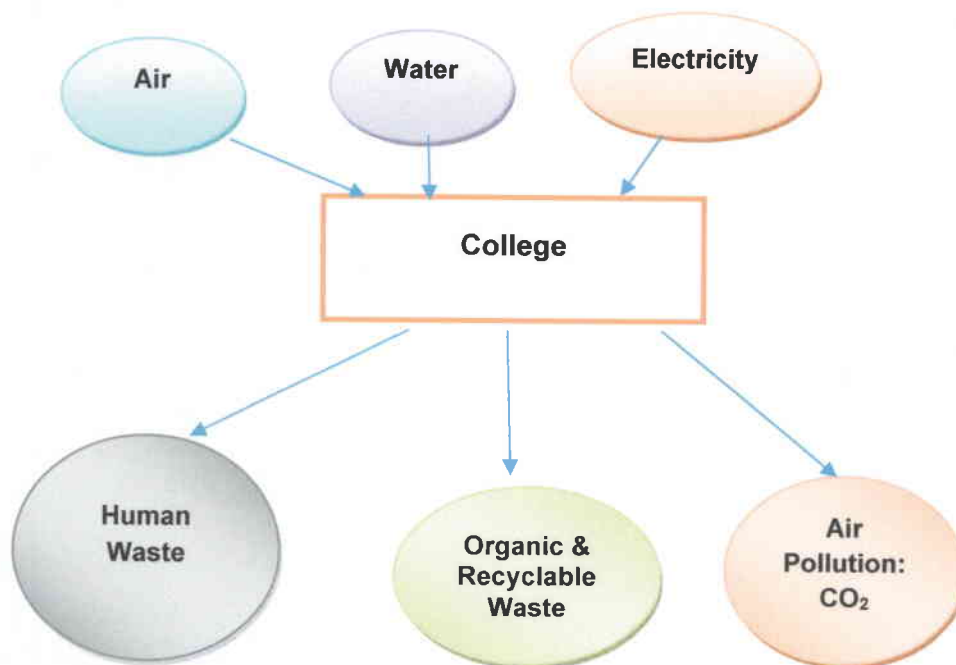 Air
Water
Electricity
College
Human
Waste
Organic &
Recyclable
Waste
Air
Pollution:
CO₂